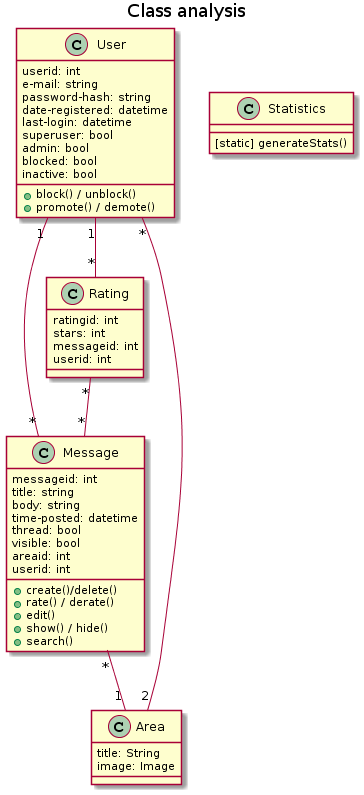 Class analysis
C User
userid: int
e-mail: string
password-hash: string
date-registered: datetime
last-login: datetime
superuser: bool
admin: bool
blocked: bool
inactive: bool
block() / unblock()
promote() / demote()
C Statistics
[static] generateStats()
1 1 *
*
C Rating
ratingid: int
stars: int
messageid: int
userid: int
*
* *
C Message
messageid: int
title: string
body: string
time-posted: datetime
thread: bool
visible: bool
areaid: int
userid: int
create()/delete()
rate() / derate()
edit()
show() / hide()
search()
*
1 2
C Area
title: String
image: Image